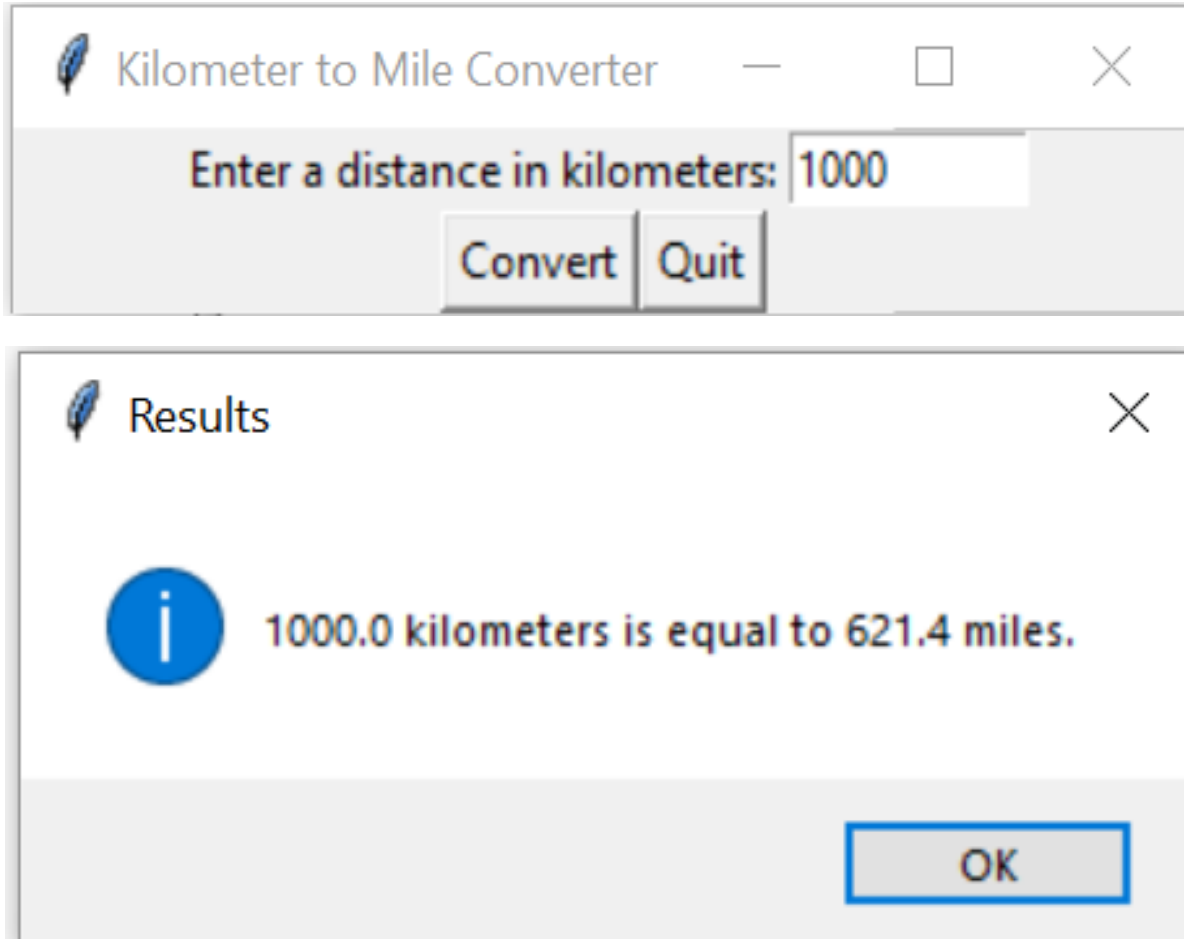 Kilometer to Mile Converter
Enter a distance in kilometers: 1000
Convert Quit
Results
i
1000.0 kilometers is equal to 621.4 miles.
OK